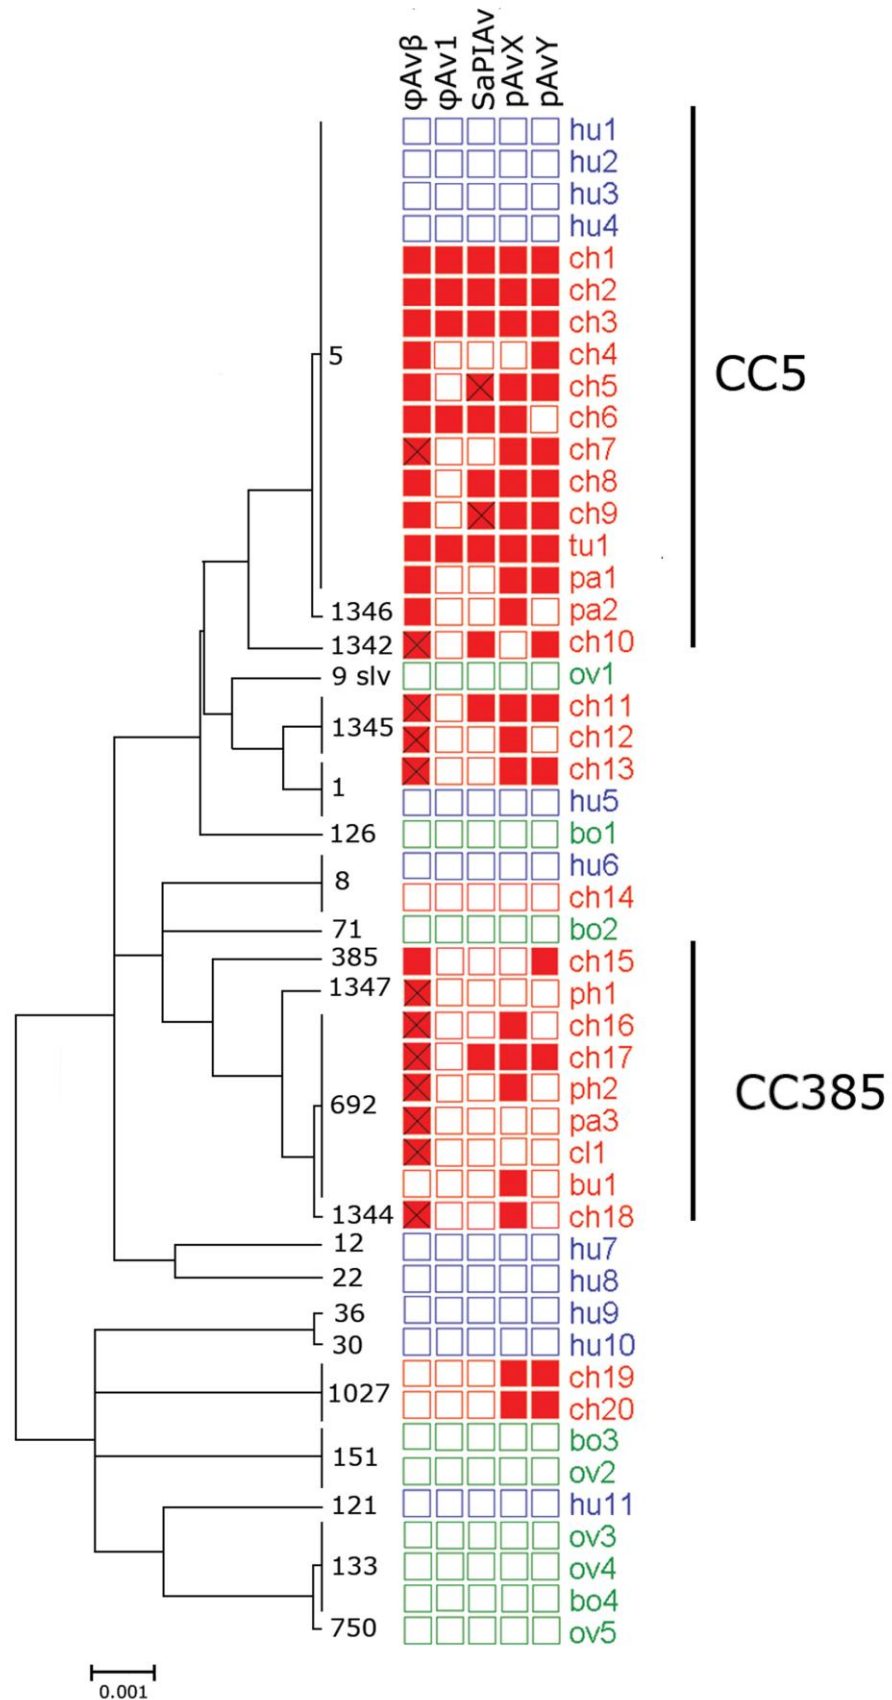 φAvβ φAv1 SaPIAv pAvX pAvY
hu1
hu2
hu3
hu4
ch1
ch2
ch3
5 ch4
CC5
ch5
ch6
ch7
ch8
ch9
tu1
pa1
1346 pa2
1342 ch10
9 slv ov1
ch11
1345 ch12
ch13
1 hu5
126 bo1
hu6
8 ch14
71 bo2
385 ch15
1347 ph1
ch16
ch17
ph2
CC385
692 pa3
cl1
bu1
1344 ch18
12 hu7
22 hu8
36 hu9
30 hu10
ch19
1027 ch20
bo3
151 ov2
121 hu11
ov3
133 ov4
bo4
750 ov5
0.001